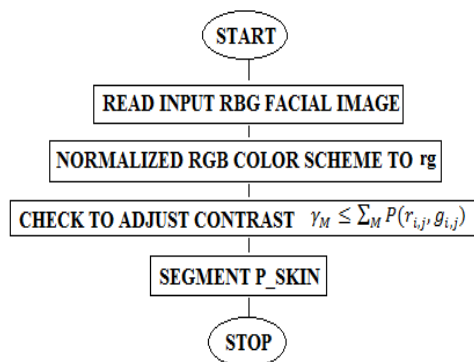 START
READ INPUT RBG FACIAL IMAGE
NORMALIZED RGB COLOR SCHEME TO rg
CHECK TO ADJUST CONTRAST γ_M ≤ ∑_M P(r_{i,j}, g_{i,j})
SEGMENT P_SKIN
STOP